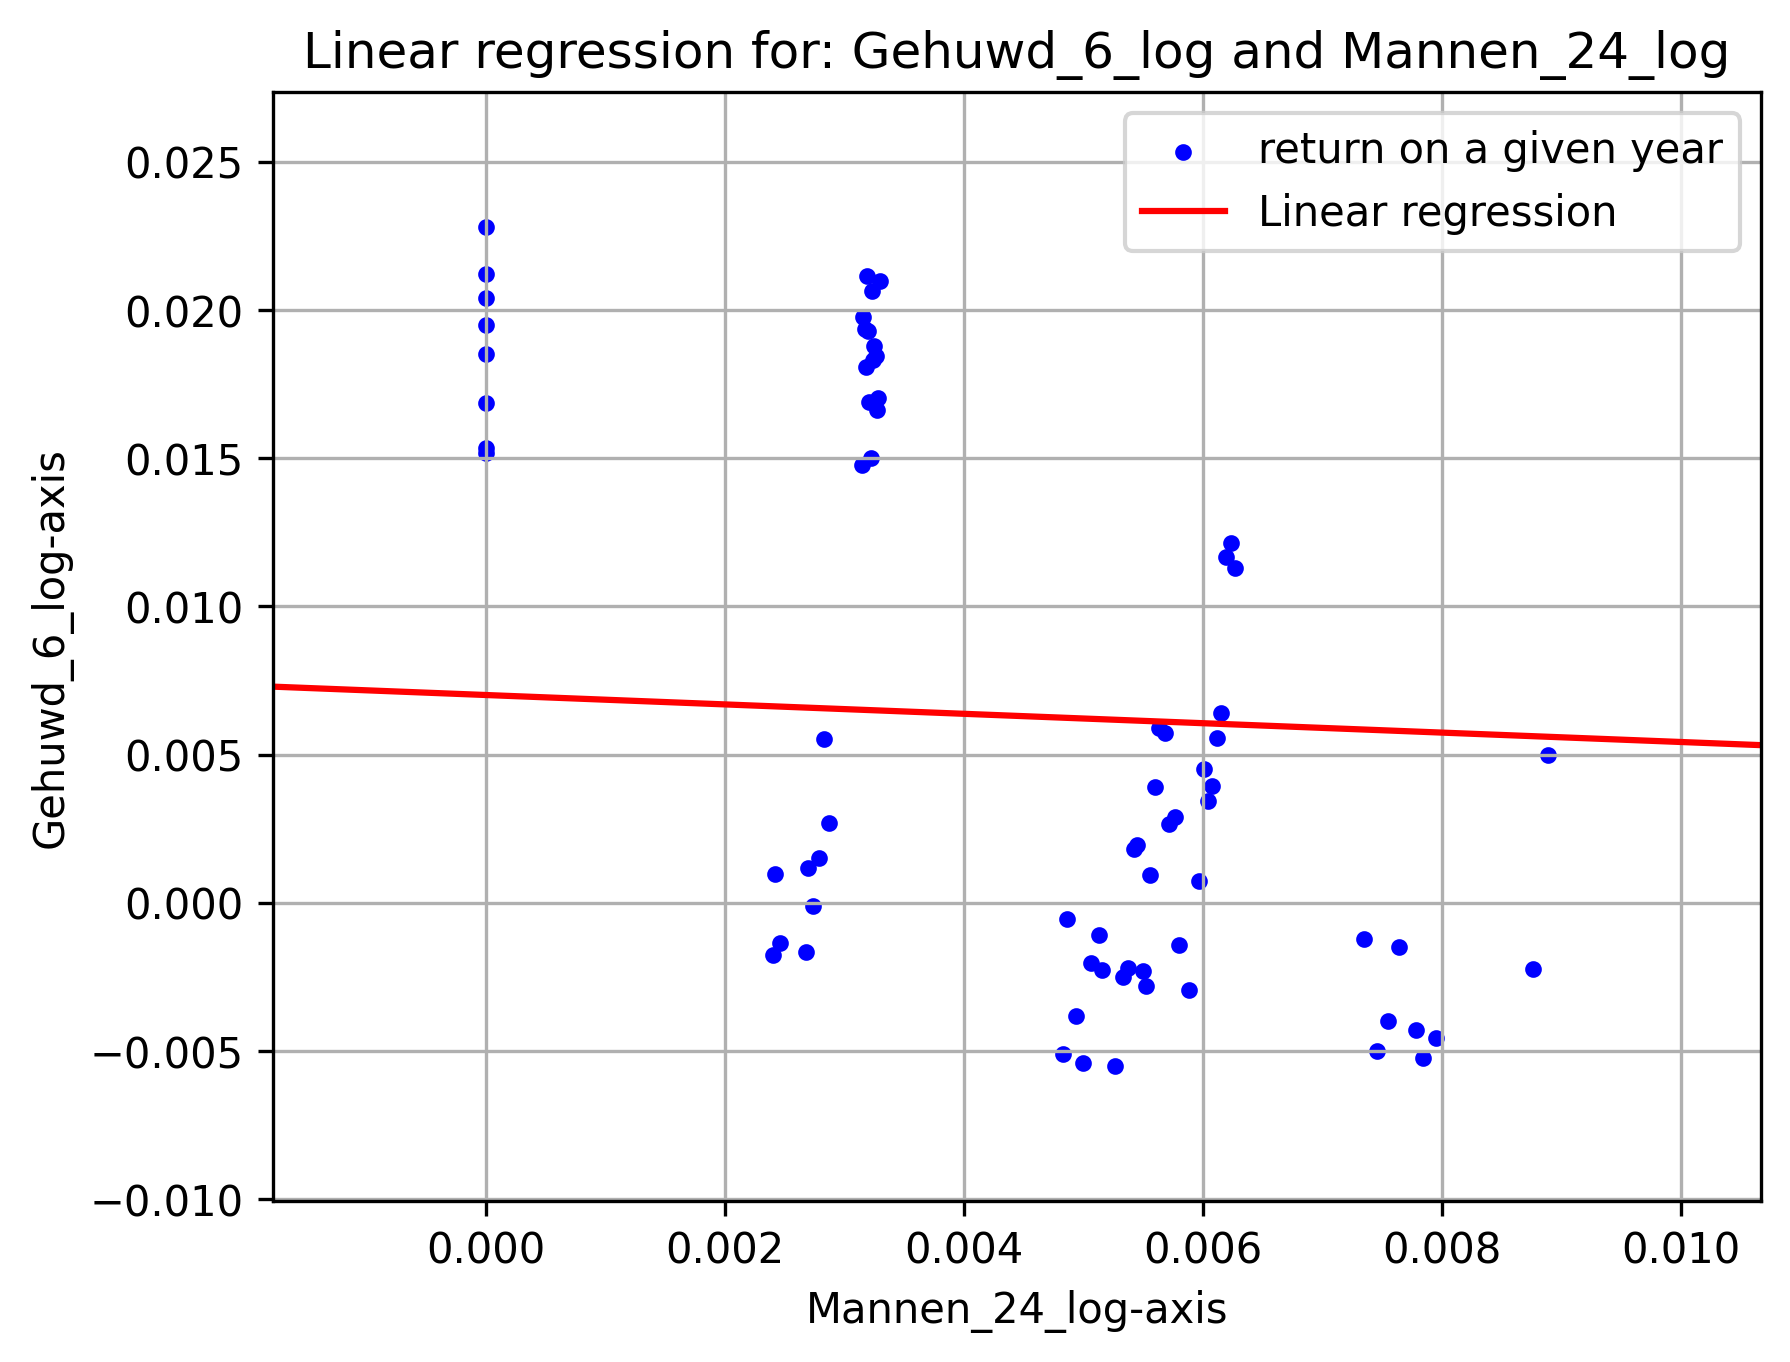 Linear regression for: Gehuwd_6_log and Mannen_24_log
return on a given year
Linear regression
0.025
0.020
0.015
0.010
0.005
0.000
−0.005
−0.010
Gehuwd_6_log-axis
0.000 0.002 0.004 0.006 0.008 0.010
Mannen_24_log-axis